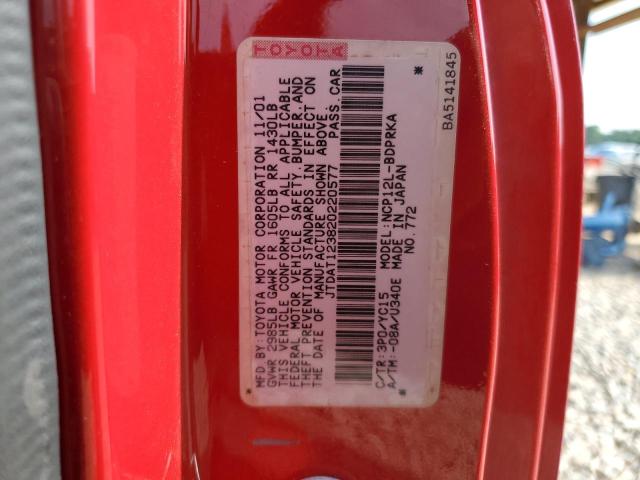 TOYOTA
MFD.BY:TOYOTA MOTOR CORPORATION 11/01
GVWR 2985LB GAWR FR 1605LB RR 1430LB
THIS VEHICLE CONFORMS TO ALL APPLICABLE
FEDERAL MOTOR VEHICLE SAFETY,BUMPER,AND
THEFT PREVENTION STANDARDS IN EFFECT ON
THE DATE OF MANUFACTURE SHOWN ABOVE.
JTDAT123820220577 PASS.CAR
C/TR:3P0/YC15 MODEL:NCP12L-BDPRKA
A/TM:-08A/U340E MADE IN JAPAN
NO.772
BA5141845